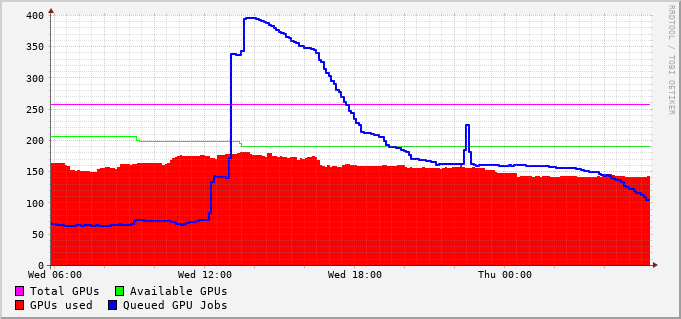 400
350
300
250
200
150
100
50
0
Wed 06:00 Wed 12:00 Wed 18:00 Thu 00:00
Total GPUs Available GPUs
GPUs used Queued GPU Jobs
RRDTOOL / TOBI OETIKER